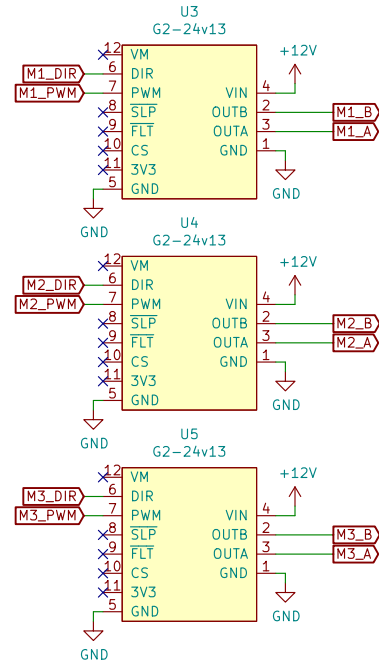 U3
G2-24v13
12 VM
M1_DIR 6 DIR
M1_PWM 7 PWM
8 SLP
9 FLT
10 CS
11 3V3
5 GND
GND
+12V
VIN 4
OUTB 2 M1_B
OUTA 3 M1_A
GND 1
GND
U4
G2-24v13
12 VM
M2_DIR 6 DIR
M2_PWM 7 PWM
8 SLP
9 FLT
10 CS
11 3V3
5 GND
GND
+12V
VIN 4
OUTB 2 M2_B
OUTA 3 M2_A
GND 1
GND
U5
G2-24v13
12 VM
M3_DIR 6 DIR
M3_PWM 7 PWM
8 SLP
9 FLT
10 CS
11 3V3
5 GND
GND
+12V
VIN 4
OUTB 2 M3_B
OUTA 3 M3_A
GND 1
GND